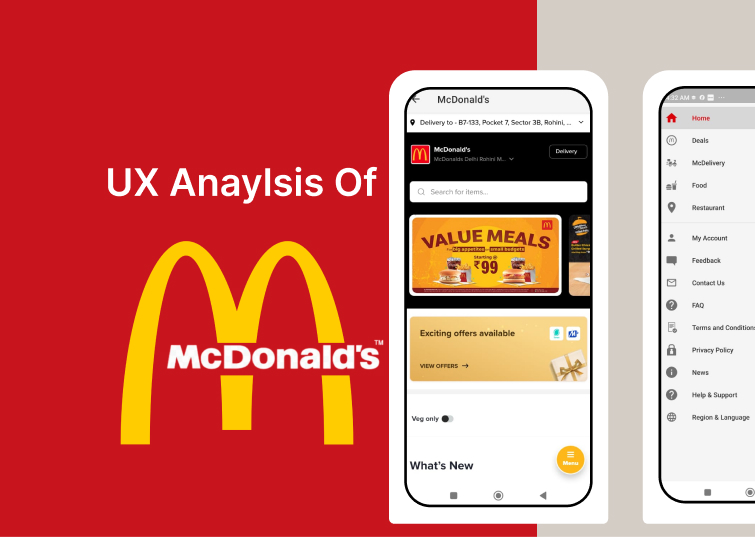 UX Anaylsis Of
McDonald's™
McDonald's
Delivery to - B7-133, Pocket 7, Sector 3B, Rohini, ...
McDonald's
McDonalds Delhi Rohini M...
Delivery
Search for items...
VALUE MEALS
Big appetites small budgets
Starting @
₹99
Exciting offers available
VIEW OFFERS →
Veg only
What's New
Menu
:32 AM
Home
Deals
McDelivery
Food
Restaurant
My Account
Feedback
Contact Us
FAQ
Terms and Conditions
Privacy Policy
News
Help & Support
Region & Language